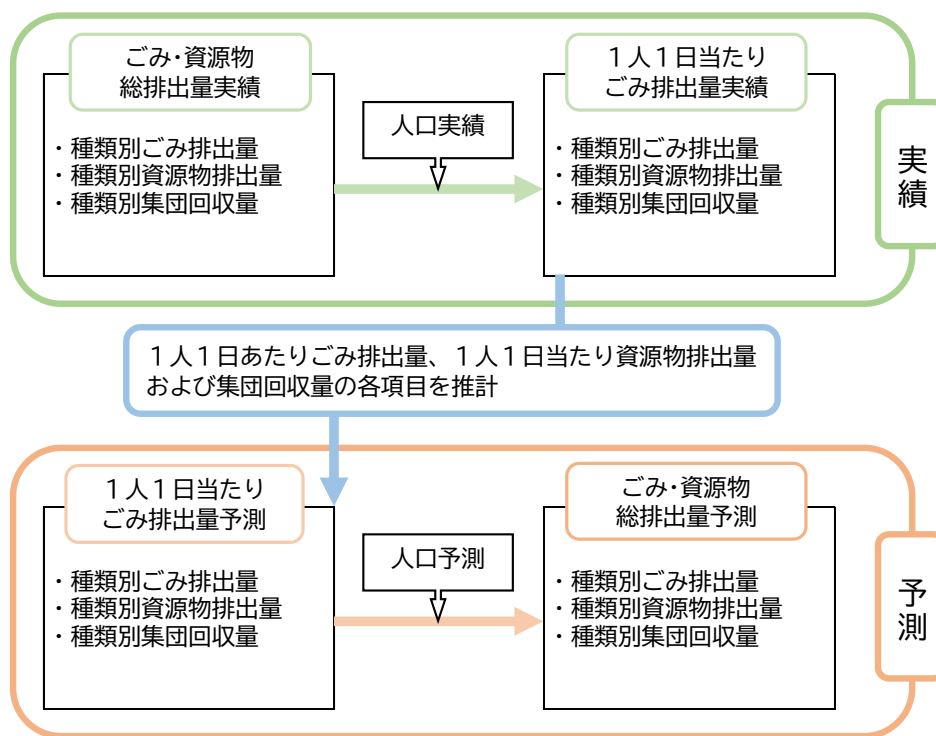 ごみ・資源物
総排出量実績
・種類別ごみ排出量
・種類別資源物排出量
・種類別集団回収量
人口実績
１人１日当たり
ごみ排出量実績
・種類別ごみ排出量
・種類別資源物排出量
・種類別集団回収量
実績
１人１日あたりごみ排出量、１人１日当たり資源物排出量
および集団回収量の各項目を推計
１人１日当たり
ごみ排出量予測
・種類別ごみ排出量
・種類別資源物排出量
・種類別集団回収量
人口予測
ごみ・資源物
総排出量予測
・種類別ごみ排出量
・種類別資源物排出量
・種類別集団回収量
予測